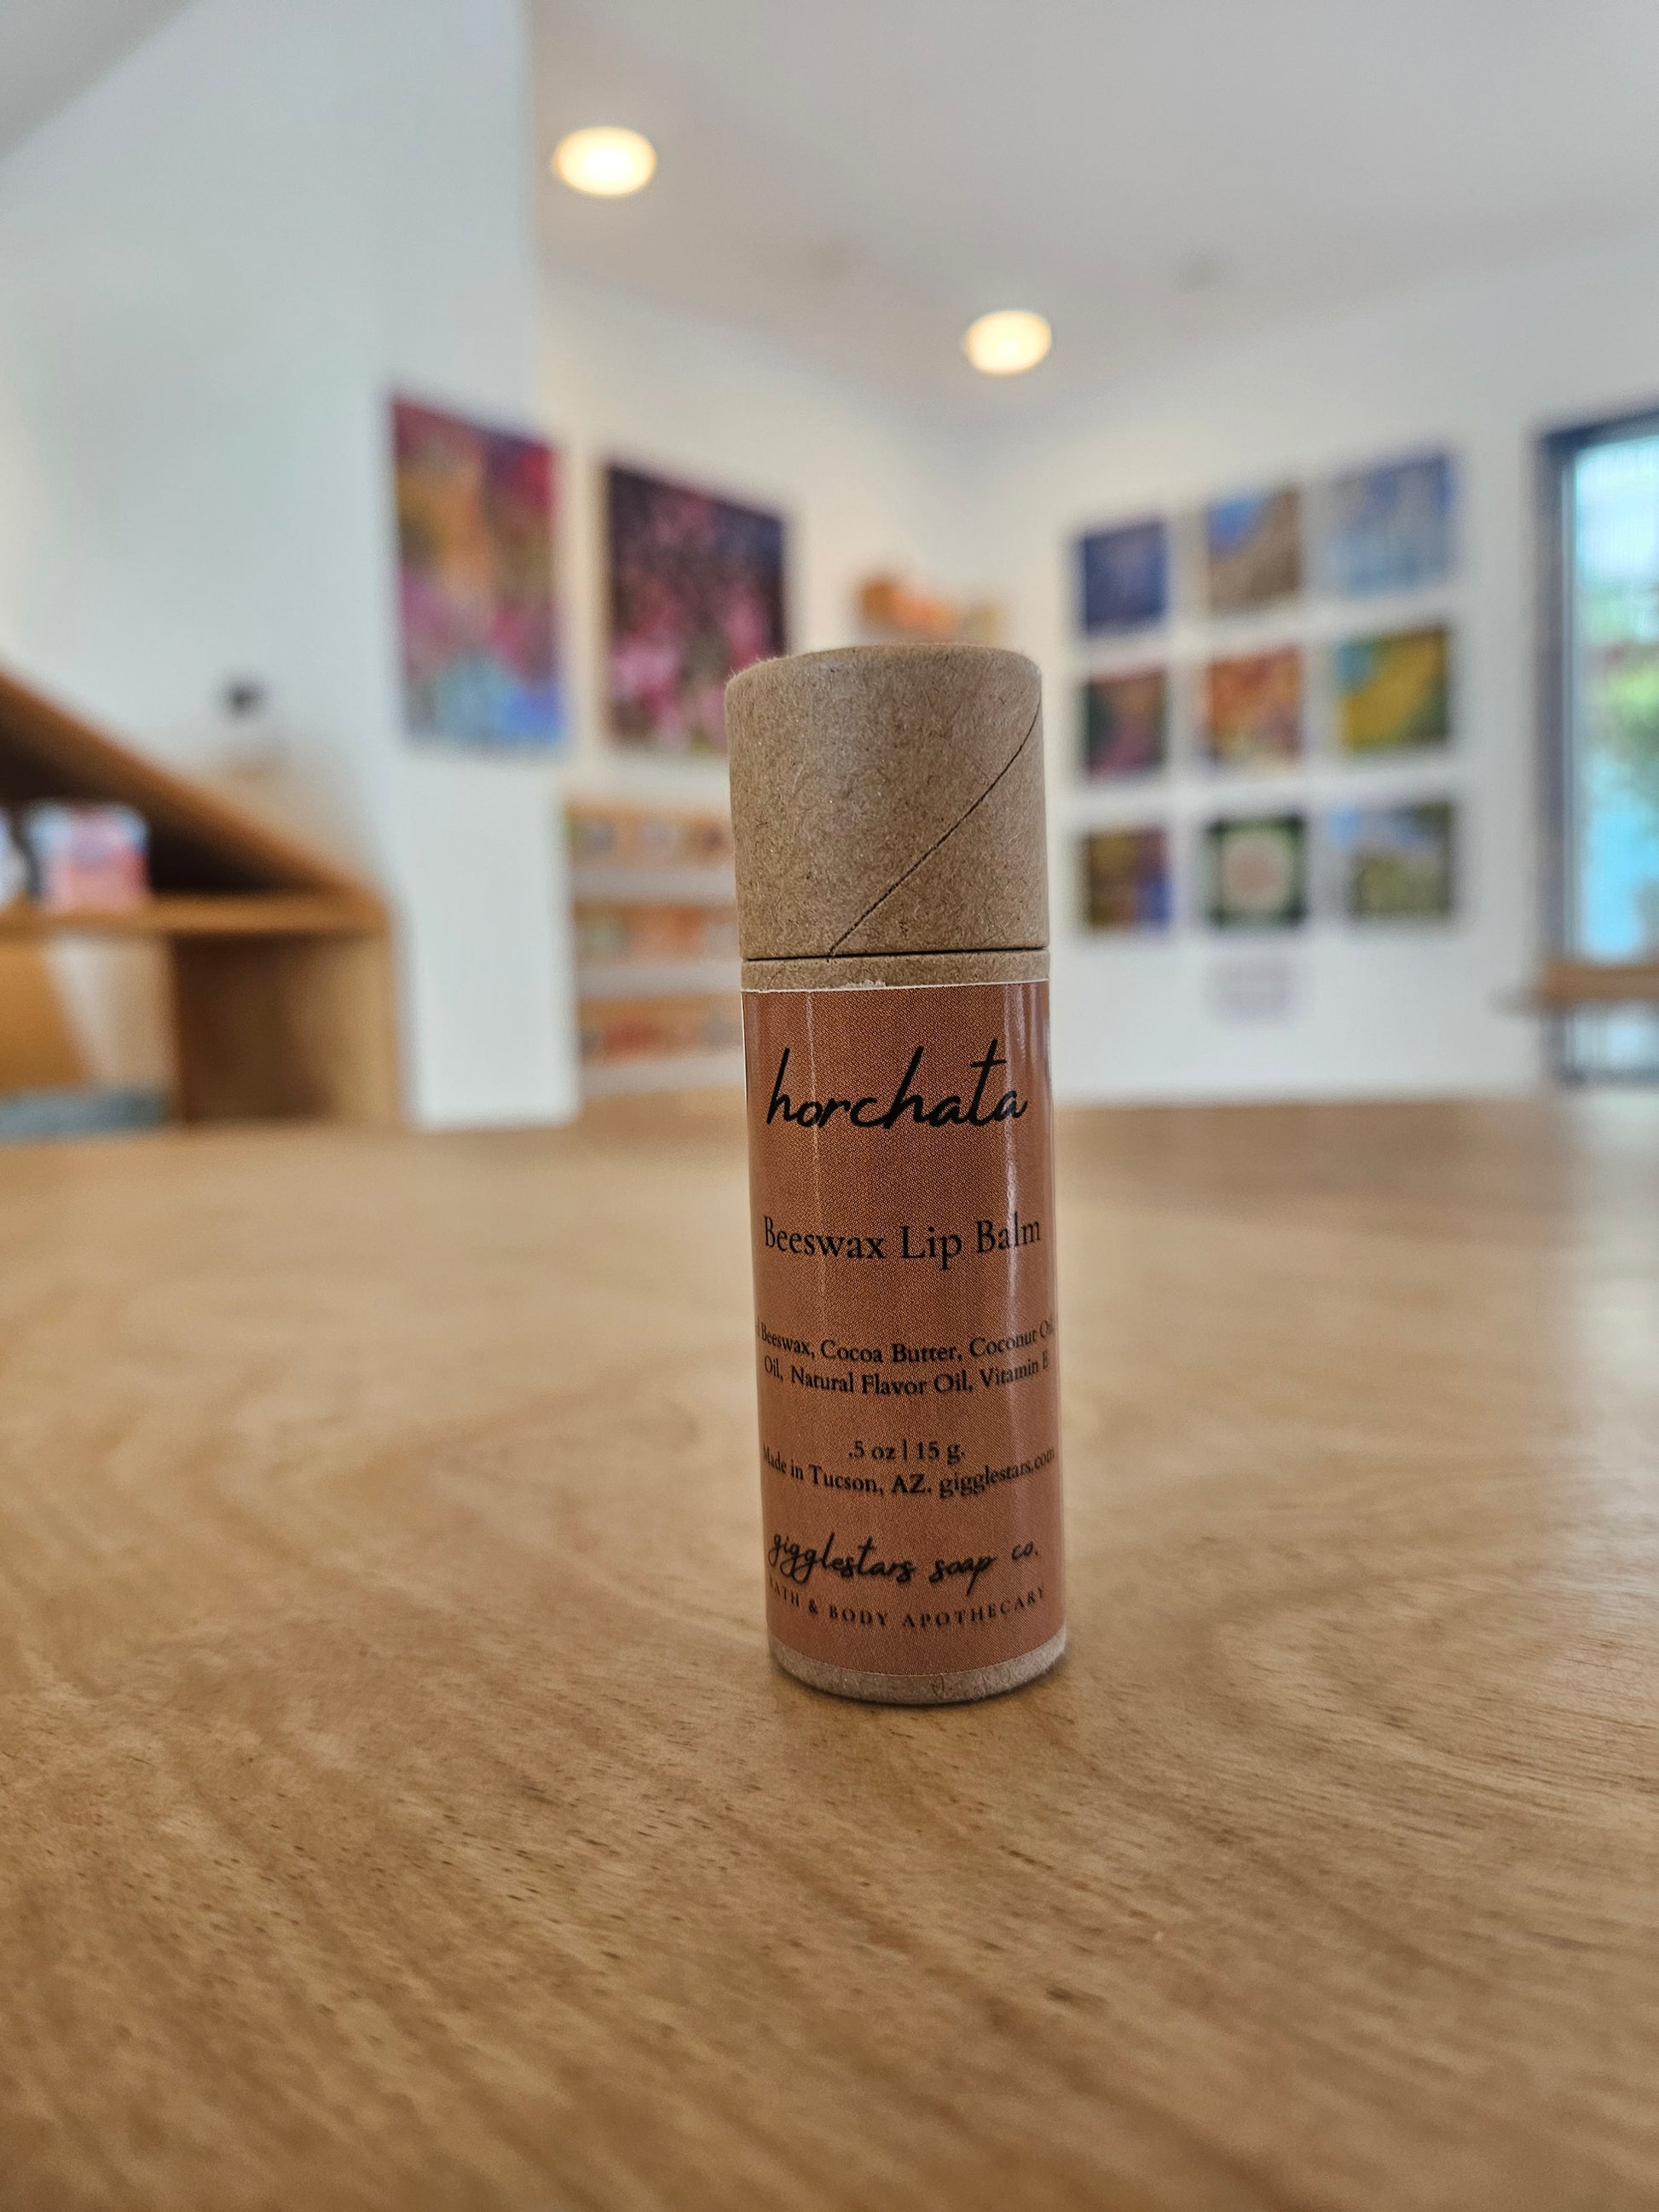 horchata
Beeswax Lip Balm
Beeswax, Cocoa Butter, Coconut Oil,
Oil, Natural Flavor Oil, Vitamin E
.5 oz | 15 g.
Made in Tucson, AZ. gigglestars.com
gigglestars soap co.
BATH & BODY APOTHECARY